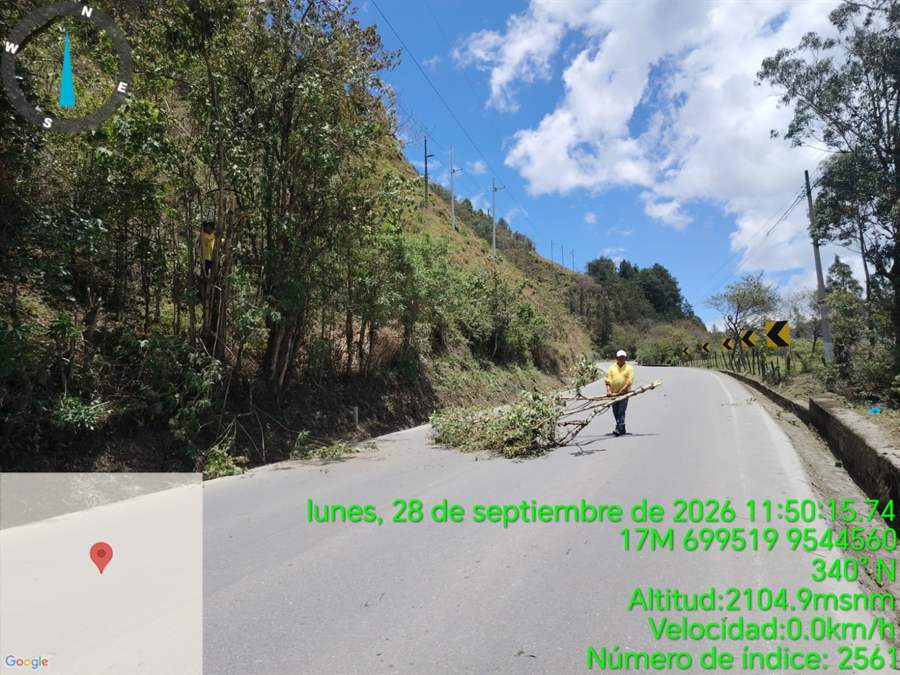 N
W
E
S
lunes, 28 de septiembre de 2026 11:50:15.74
17M 699519 9544560
340° N
Altitud:2104.9msnm
Velocidad:0.0km/h
Número de índice: 2561
Google